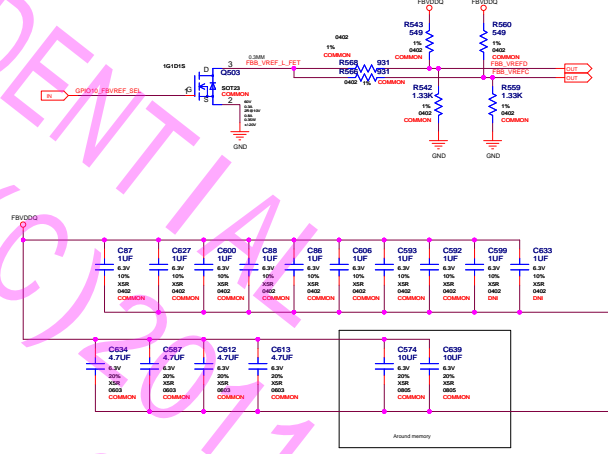 FBVDDQ
FBVDDQ
R543
549
1%
0402
COMMON
R560
549
1%
0402
COMMON
0402
1%
COMMON
R568 931
R566 931
0402 1% COMMON
FBB_VREFD
FBB_VREFC
OUT
OUT
0.3MM
FBB_VREF_L_FET
1G1D1S
D
3
Q503
SOT23
COMMON
1G
S
2
60V
GND
IN
GPIO10_FBVREF_SEL
R542
1.33K
1%
0402
COMMON
GND
R559
1.33K
1%
0402
COMMON
GND
FBVDDQ
C87
1UF
6.3V
10%
X5R
0402
COMMON
C627
1UF
6.3V
10%
X5R
0402
COMMON
C600
1UF
6.3V
10%
X5R
0402
COMMON
C88
1UF
6.3V
10%
X5R
0402
COMMON
C86
1UF
6.3V
10%
X5R
0402
COMMON
C606
1UF
6.3V
10%
X5R
0402
COMMON
C593
1UF
6.3V
10%
X5R
0402
COMMON
C592
1UF
6.3V
10%
X5R
0402
COMMON
C599
1UF
6.3V
10%
X5R
0402
DNI
C633
1UF
6.3V
10%
X5R
0402
DNI
C634
4.7UF
6.3V
20%
X5R
0603
COMMON
C587
4.7UF
6.3V
20%
X5R
0603
COMMON
C612
4.7UF
6.3V
20%
X5R
0603
COMMON
C613
4.7UF
6.3V
20%
X5R
0603
COMMON
C574
10UF
6.3V
20%
X5R
0805
COMMON
C639
10UF
6.3V
20%
X5R
0805
COMMON
Around memory
DENTIAL
(C) 2011